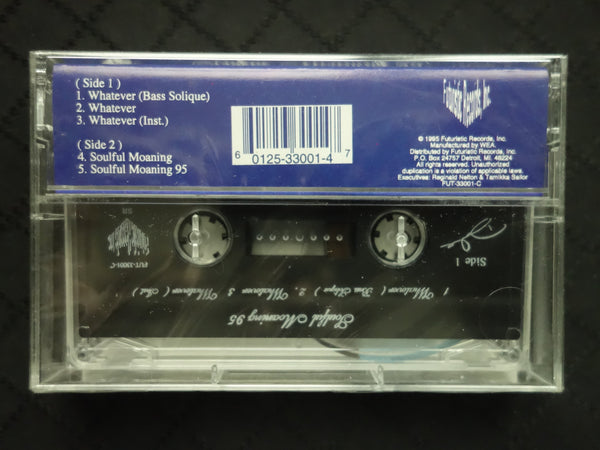 ( Side 1 )
1. Whatever (Bass Solique)
2. Whatever
3. Whatever (Inst.)
( Side 2 )
4. Soulful Moaning
5. Soulful Moaning 95
6 0125-33001-4 7
Futuristic Records, Inc.
© 1995 Futuristic Records, Inc.
Manufactured by WEA.
Distributed by Futuristic Records, Inc.
P.O. Box 24757 Detroit, MI. 48224
All rights reserved. Unauthorized
duplication is a violation of applicable laws.
Executives: Reginald Nelton & Tamikka Sailor
FUT-33001-C
SR
FUT-33001-C
Side 1
1. Whatever ( Bass Solique ) 2. Whatever 3. Whatever ( Inst. )
Soulful Moaning 95